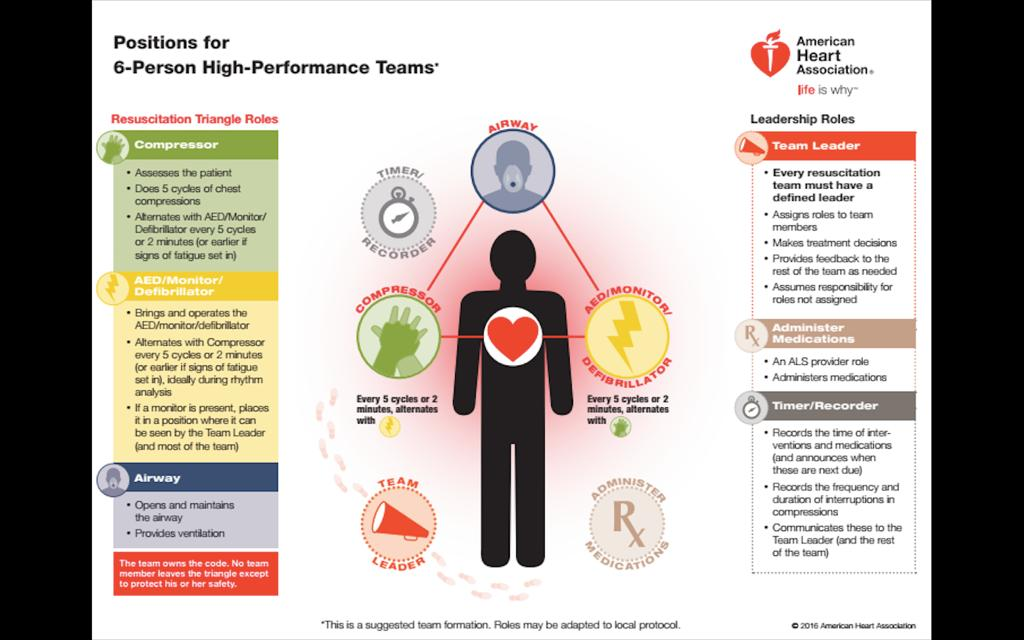 Positions for
6-Person High-Performance Teams*
American
Heart
Association®
life is why™
Resuscitation Triangle Roles
Compressor
• Assesses the patient
• Does 5 cycles of chest
compressions
• Alternates with AED/Monitor/
Defibrillator every 5 cycles
or 2 minutes (or earlier if
signs of fatigue set in)
AED/Monitor/
Defibrillator
• Brings and operates the
AED/monitor/defibrillator
• Alternates with Compressor
every 5 cycles or 2 minutes
(or earlier if signs of fatigue
set in), ideally during rhythm
analysis
• If a monitor is present, places
it in a position where it can
be seen by the Team Leader
(and most of the team)
Airway
• Opens and maintains
the airway
• Provides ventilation
The team owns the code. No team
member leaves the triangle except
to protect his or her safety.
AIRWAY
TIMER/
RECORDER
COMPRESSOR
AED/MONITOR/
DEFIBRILLATOR
Every 5 cycles or 2
minutes, alternates
with
Every 5 cycles or 2
minutes, alternates
with
TEAM
LEADER
ADMINISTER
Rx
MEDICATIONS
Leadership Roles
Team Leader
• Every resuscitation
team must have a
defined leader
• Assigns roles to team
members
• Makes treatment decisions
• Provides feedback to the
rest of the team as needed
• Assumes responsibility for
roles not assigned
Rx
Administer
Medications
• An ALS provider role
• Administers medications
Timer/Recorder
• Records the time of inter-
ventions and medications
(and announces when
these are next due)
• Records the frequency and
duration of interruptions in
compressions
• Communicates these to the
Team Leader (and the rest
of the team)
*This is a suggested team formation. Roles may be adapted to local protocol.
© 2016 American Heart Association